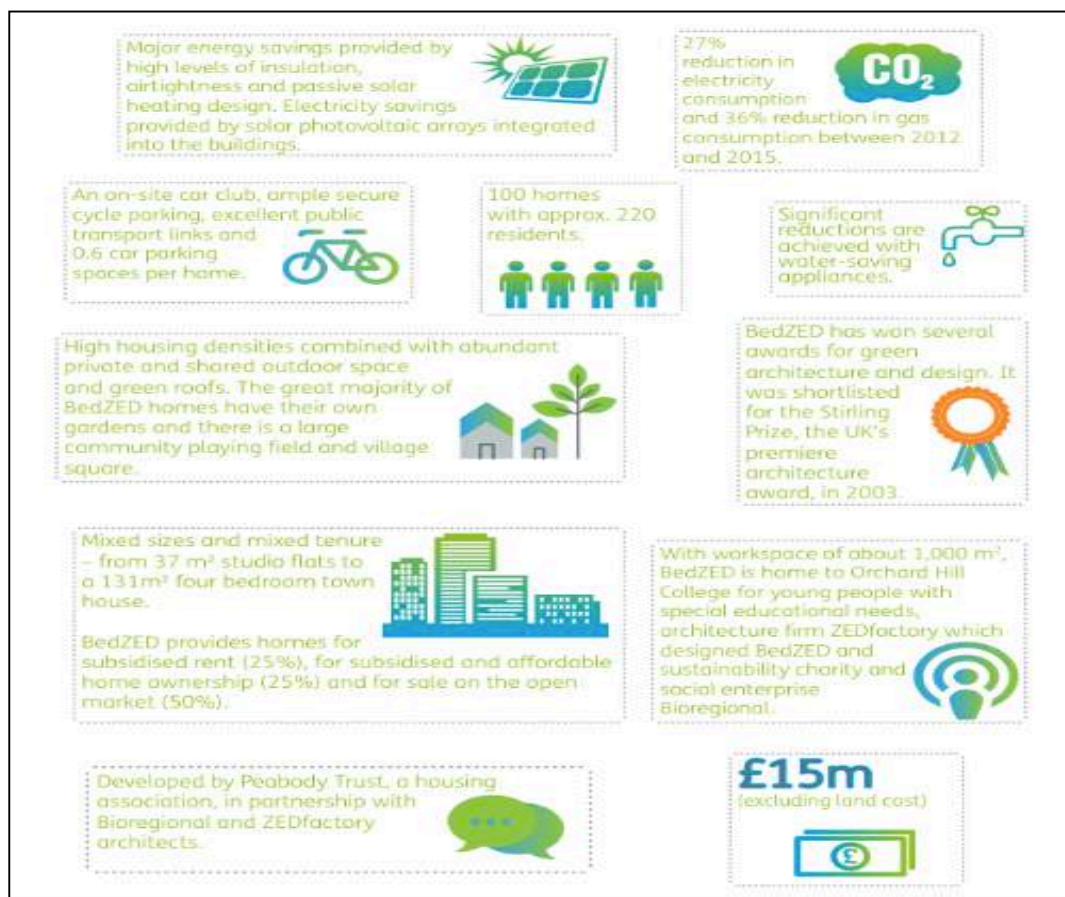 Major energy savings provided by
high levels of insulation,
airtightness and passive solar
heating design. Electricity savings
provided by solar photovoltaic arrays integrated
into the buildings.
27%
reduction in
electricity
consumption
and 36% reduction in gas
consumption between 2012
and 2015.
CO₂
An on-site car club, ample secure
cycle parking, excellent public
transport links and
0.6 car parking
spaces per home.
100 homes
with approx. 220
residents.
Significant
reductions are
achieved with
water-saving
appliances.
High housing densities combined with abundant
private and shared outdoor space
and green roofs. The great majority of
BedZED homes have their own
gardens and there is a large
community playing field and village
square.
BedZED has won several
awards for green
architecture and design. It
was shortlisted
for the Stirling
Prize, the UK's
premiere
architecture
award, in 2003.
Mixed sizes and mixed tenure
– from 37 m² studio flats to
a 131m² four bedroom town
house.
BedZED provides homes for
subsidised rent (25%), for subsidised and affordable
home ownership (25%) and for sale on the open
market (50%).
With workspace of about 1,000 m²,
BedZED is home to Orchard Hill
College for young people with
special educational needs,
architecture firm ZEDfactory which
designed BedZED and
sustainability charity and
social enterprise
Bioregional.
Developed by Peabody Trust, a housing
association, in partnership with
Bioregional and ZEDfactory
architects.
£15m
(excluding land cost)
£